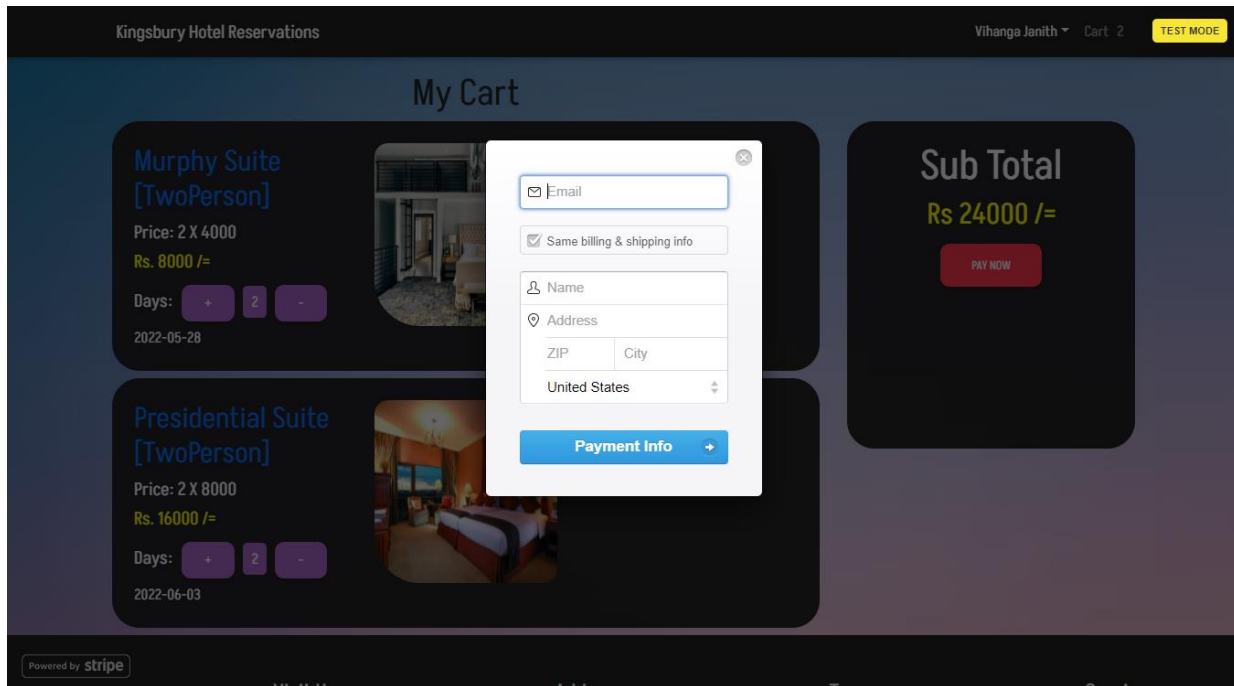 Kingsbury Hotel Reservations
Vihanga Janith Cart 2
TEST MODE
My Cart
Murphy Suite
[TwoPerson]
Price: 2 X 4000
Rs. 8000 /=
Days: + 2 -
2022-05-28
Presidential Suite
[TwoPerson]
Price: 2 X 8000
Rs. 16000 /=
Days: + 2 -
2022-06-03
Email
Same billing & shipping info
Name
Address
ZIP City
United States
Payment Info
Sub Total
Rs 24000 /=
PAY NOW
Powered by stripe